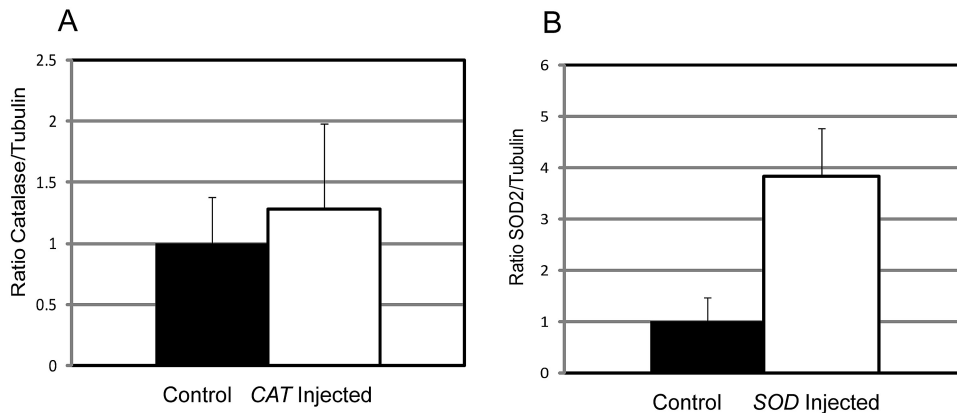 A
Ratio Catalase/Tubulin
2.5
2
1.5
1
0.5
0
Control CAT Injected
B
Ratio SOD2/Tubulin
6
5
4
3
2
1
0
Control SOD Injected